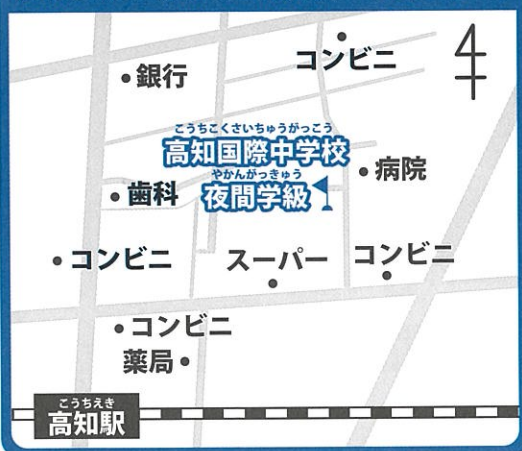 コンビニ
銀行
こうちこくさいちゅうがっこう
高知国際中学校
やかんがっきゅう
夜間学級
病院
歯科
コンビニ
スーパー
コンビニ
コンビニ
薬局
こうちえき
高知駅